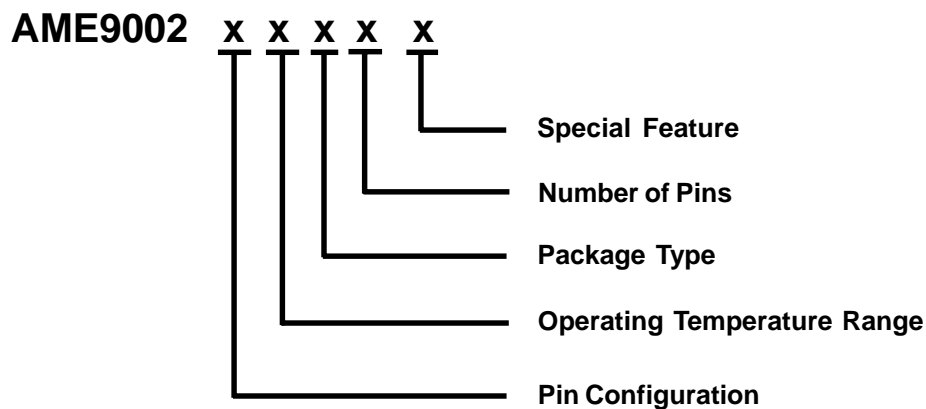 AME9002 x x x x x
Special Feature
Number of Pins
Package Type
Operating Temperature Range
Pin Configuration